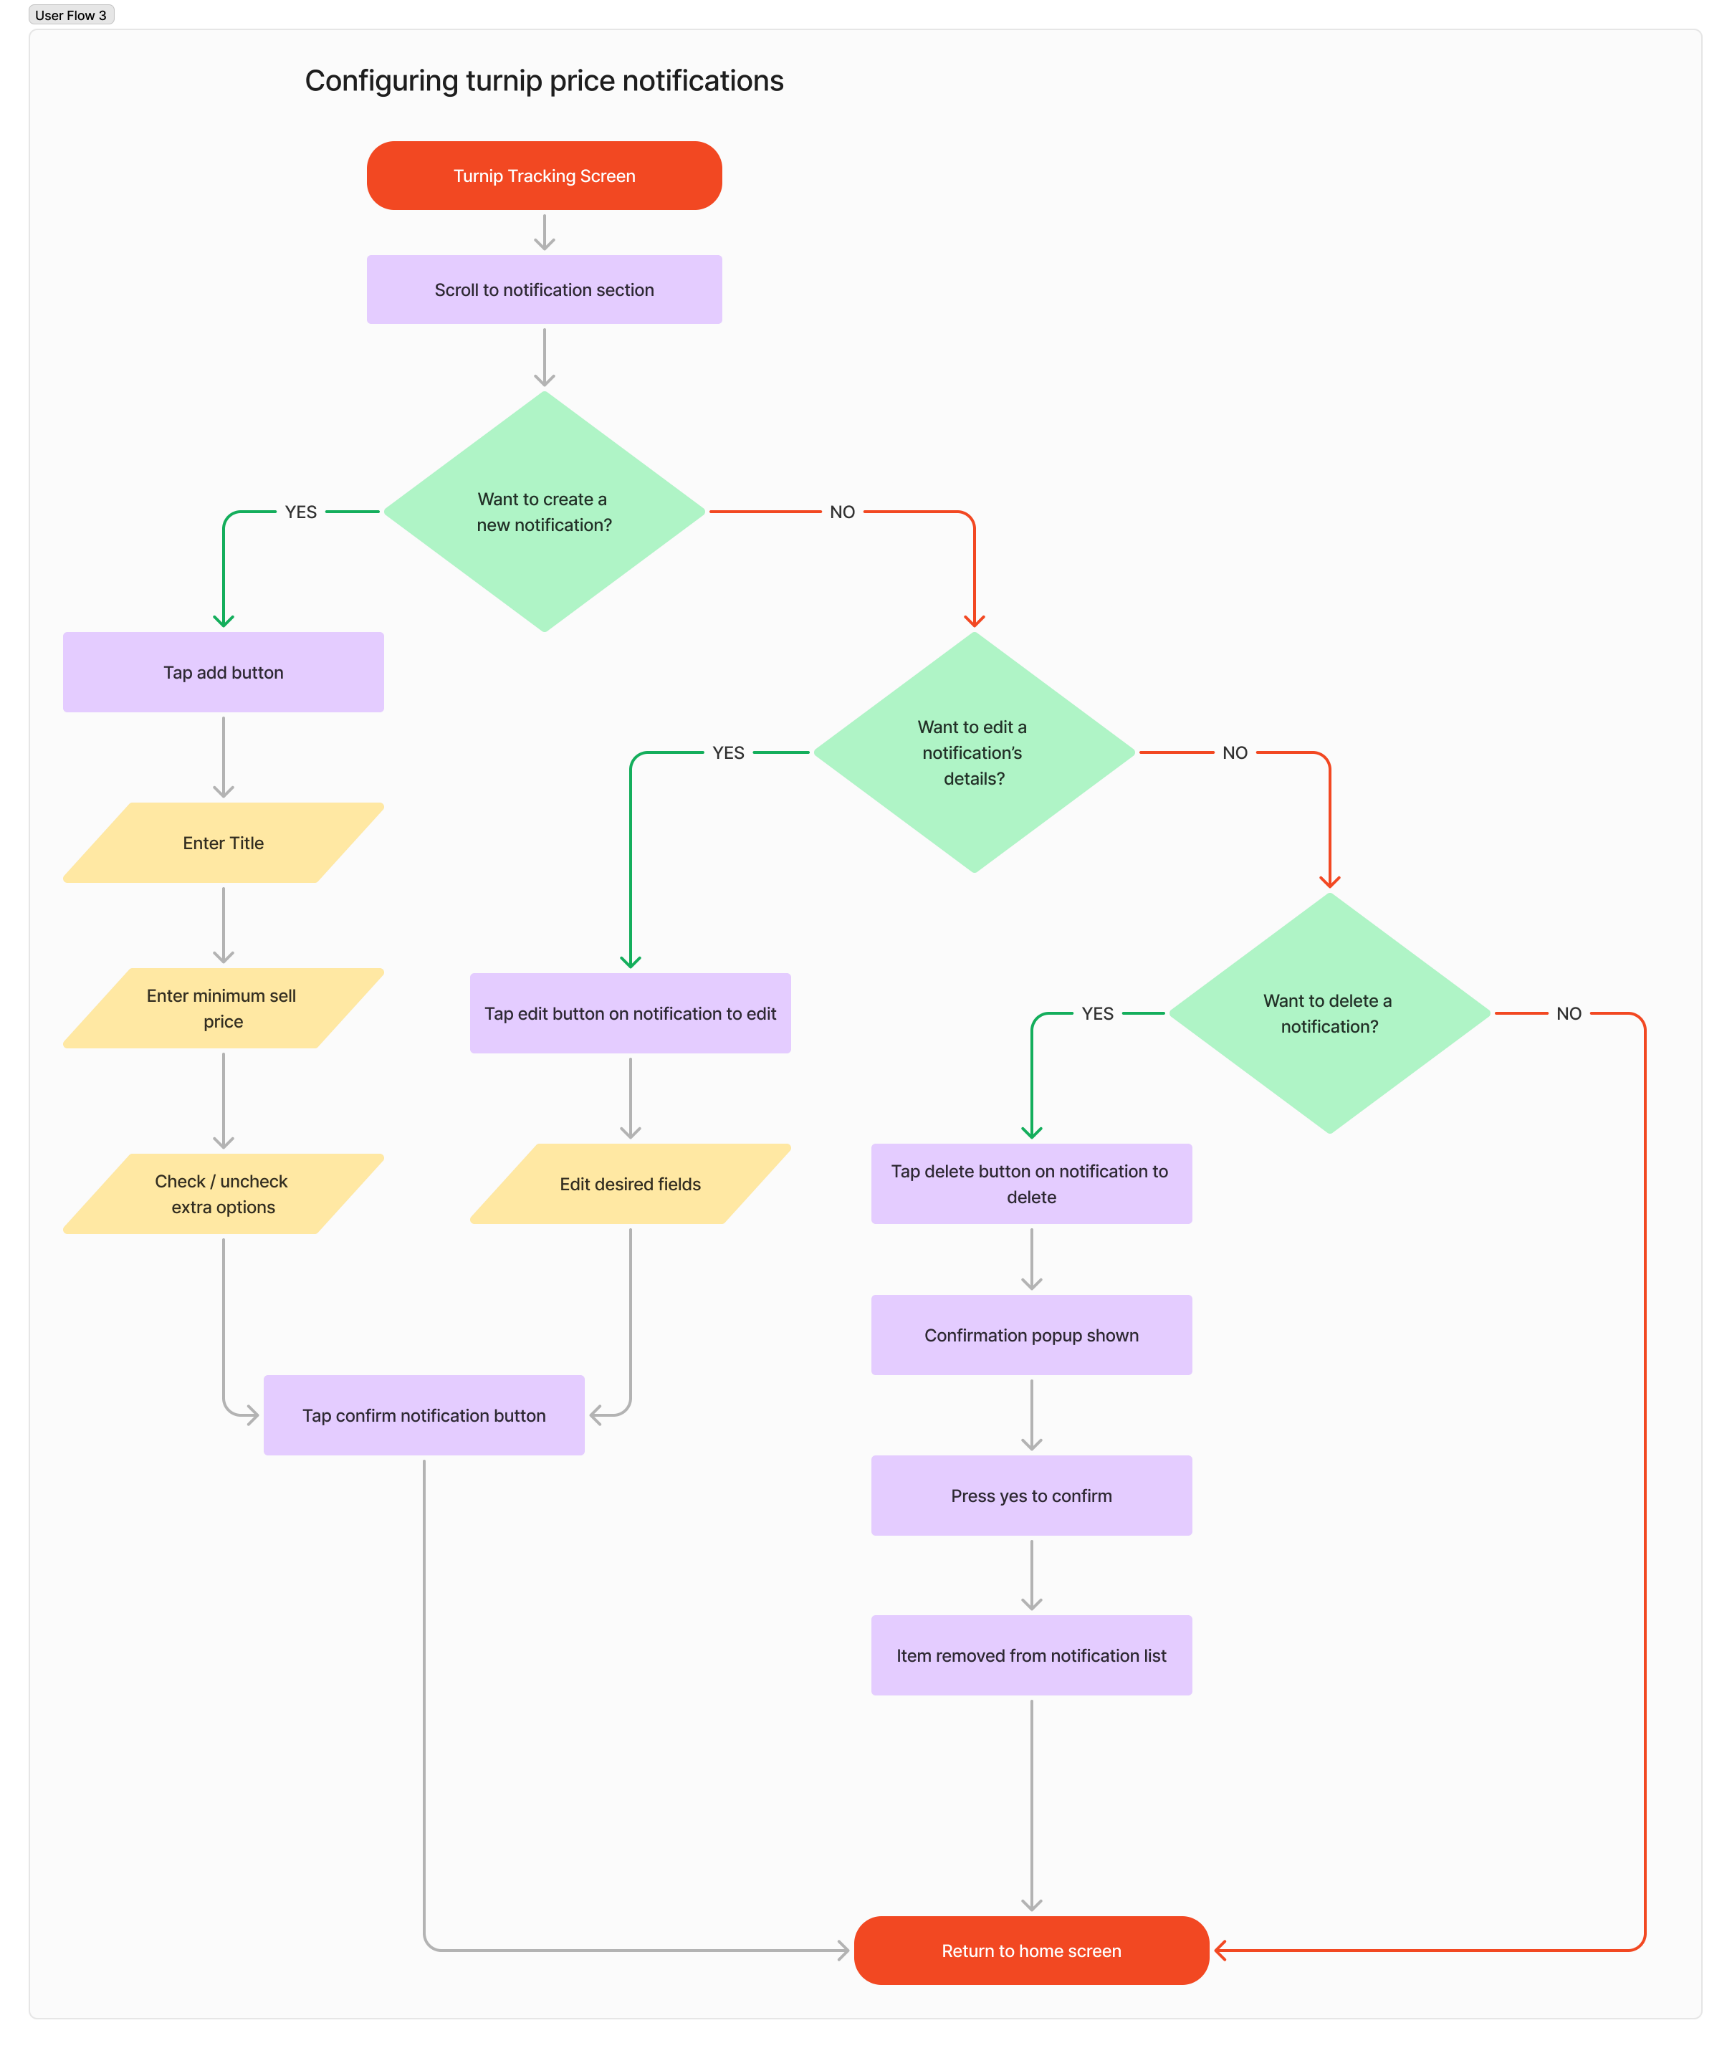 User Flow 3
Configuring turnip price notifications
Turnip Tracking Screen
Scroll to notification section
Want to create a
new notification?
YES
NO
Tap add button
Want to edit a
notification’s
details?
YES
NO
Enter Title
Enter minimum sell
price
Tap edit button on notification to edit
Want to delete a
notification?
YES
NO
Check / uncheck
extra options
Edit desired fields
Tap delete button on notification to
delete
Confirmation popup shown
Tap confirm notification button
Press yes to confirm
Item removed from notification list
Return to home screen